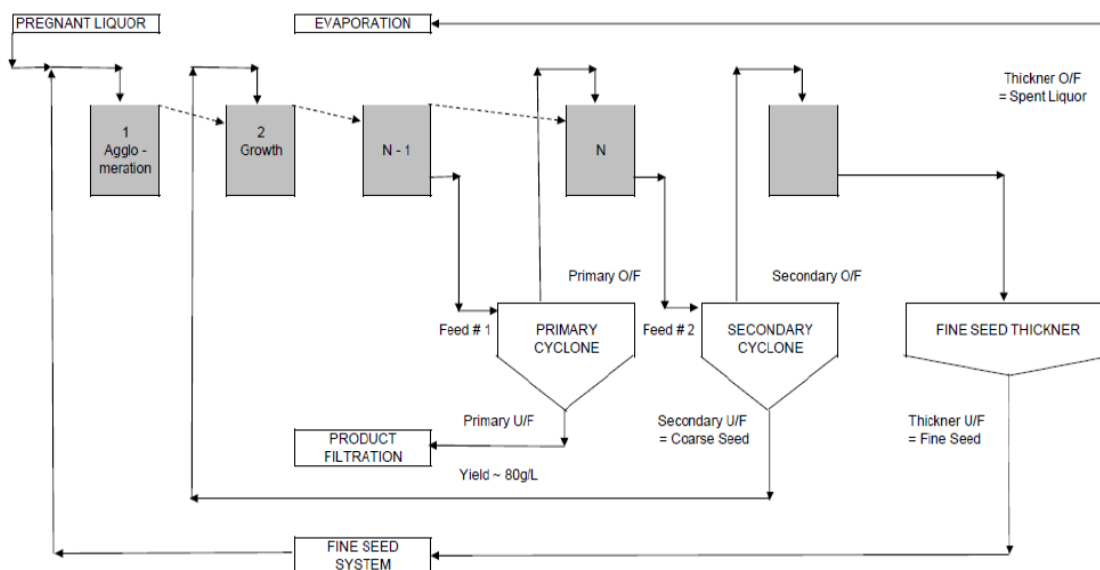 PREGNANT LIQUOR
EVAPORATION
Thickner O/F
= Spent Liquor
1
Agglo -
meration
2
Growth
N - 1
N
Primary O/F
Secondary O/F
Feed # 1
PRIMARY
CYCLONE
Feed # 2
SECONDARY
CYCLONE
FINE SEED THICKNER
Primary U/F
Secondary U/F
= Coarse Seed
Thickner U/F
= Fine Seed
PRODUCT
FILTRATION
Yield ~ 80g/L
FINE SEED
SYSTEM